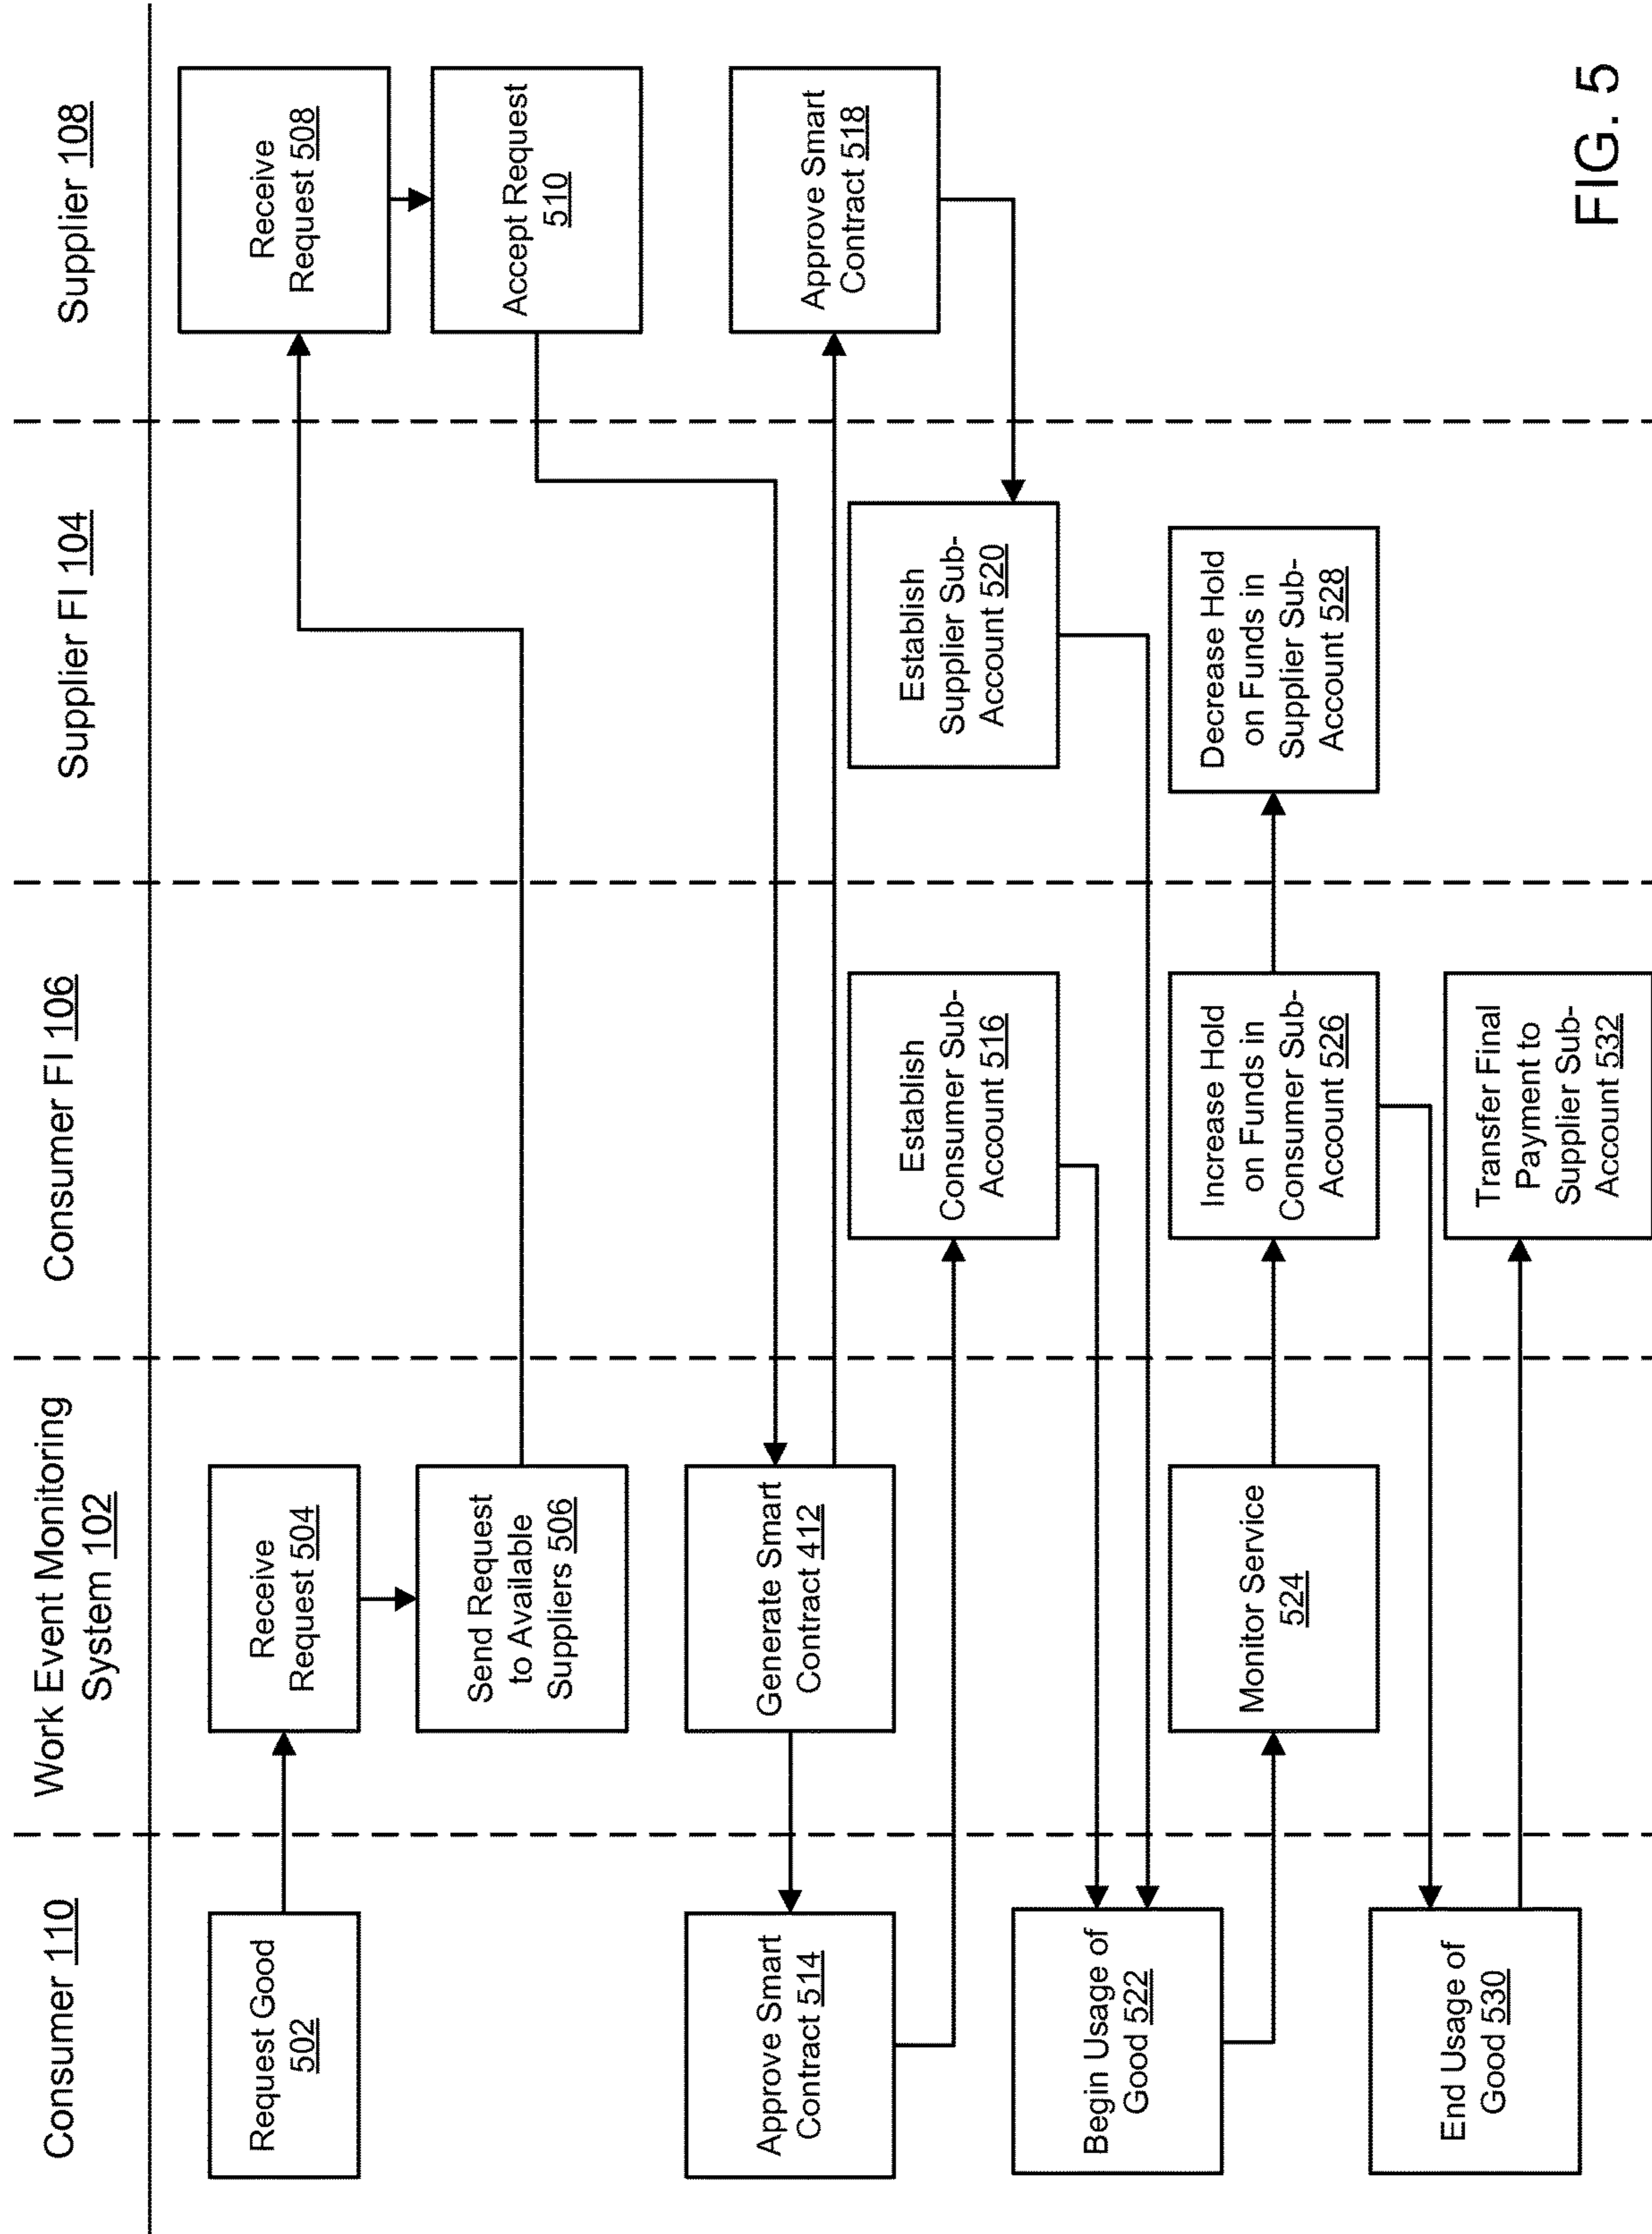 Consumer 110
Work Event Monitoring
System 102
Consumer FI 106
Supplier FI 104
Supplier 108
Request Good
502
Receive
Request 504
Send Request
to Available
Suppliers 506
Receive
Request 508
Accept Request
510
Generate Smart
Contract 412
Approve Smart
Contract 514
Establish
Consumer Sub-
Account 516
Approve Smart
Contract 518
Establish
Supplier Sub-
Account 520
Begin Usage of
Good 522
Monitor Service
524
Increase Hold
on Funds in
Consumer Sub-
Account 526
Decrease Hold
on Funds in
Supplier Sub-
Account 528
End Usage of
Good 530
Transfer Final
Payment to
Supplier Sub-
Account 532
FIG. 5